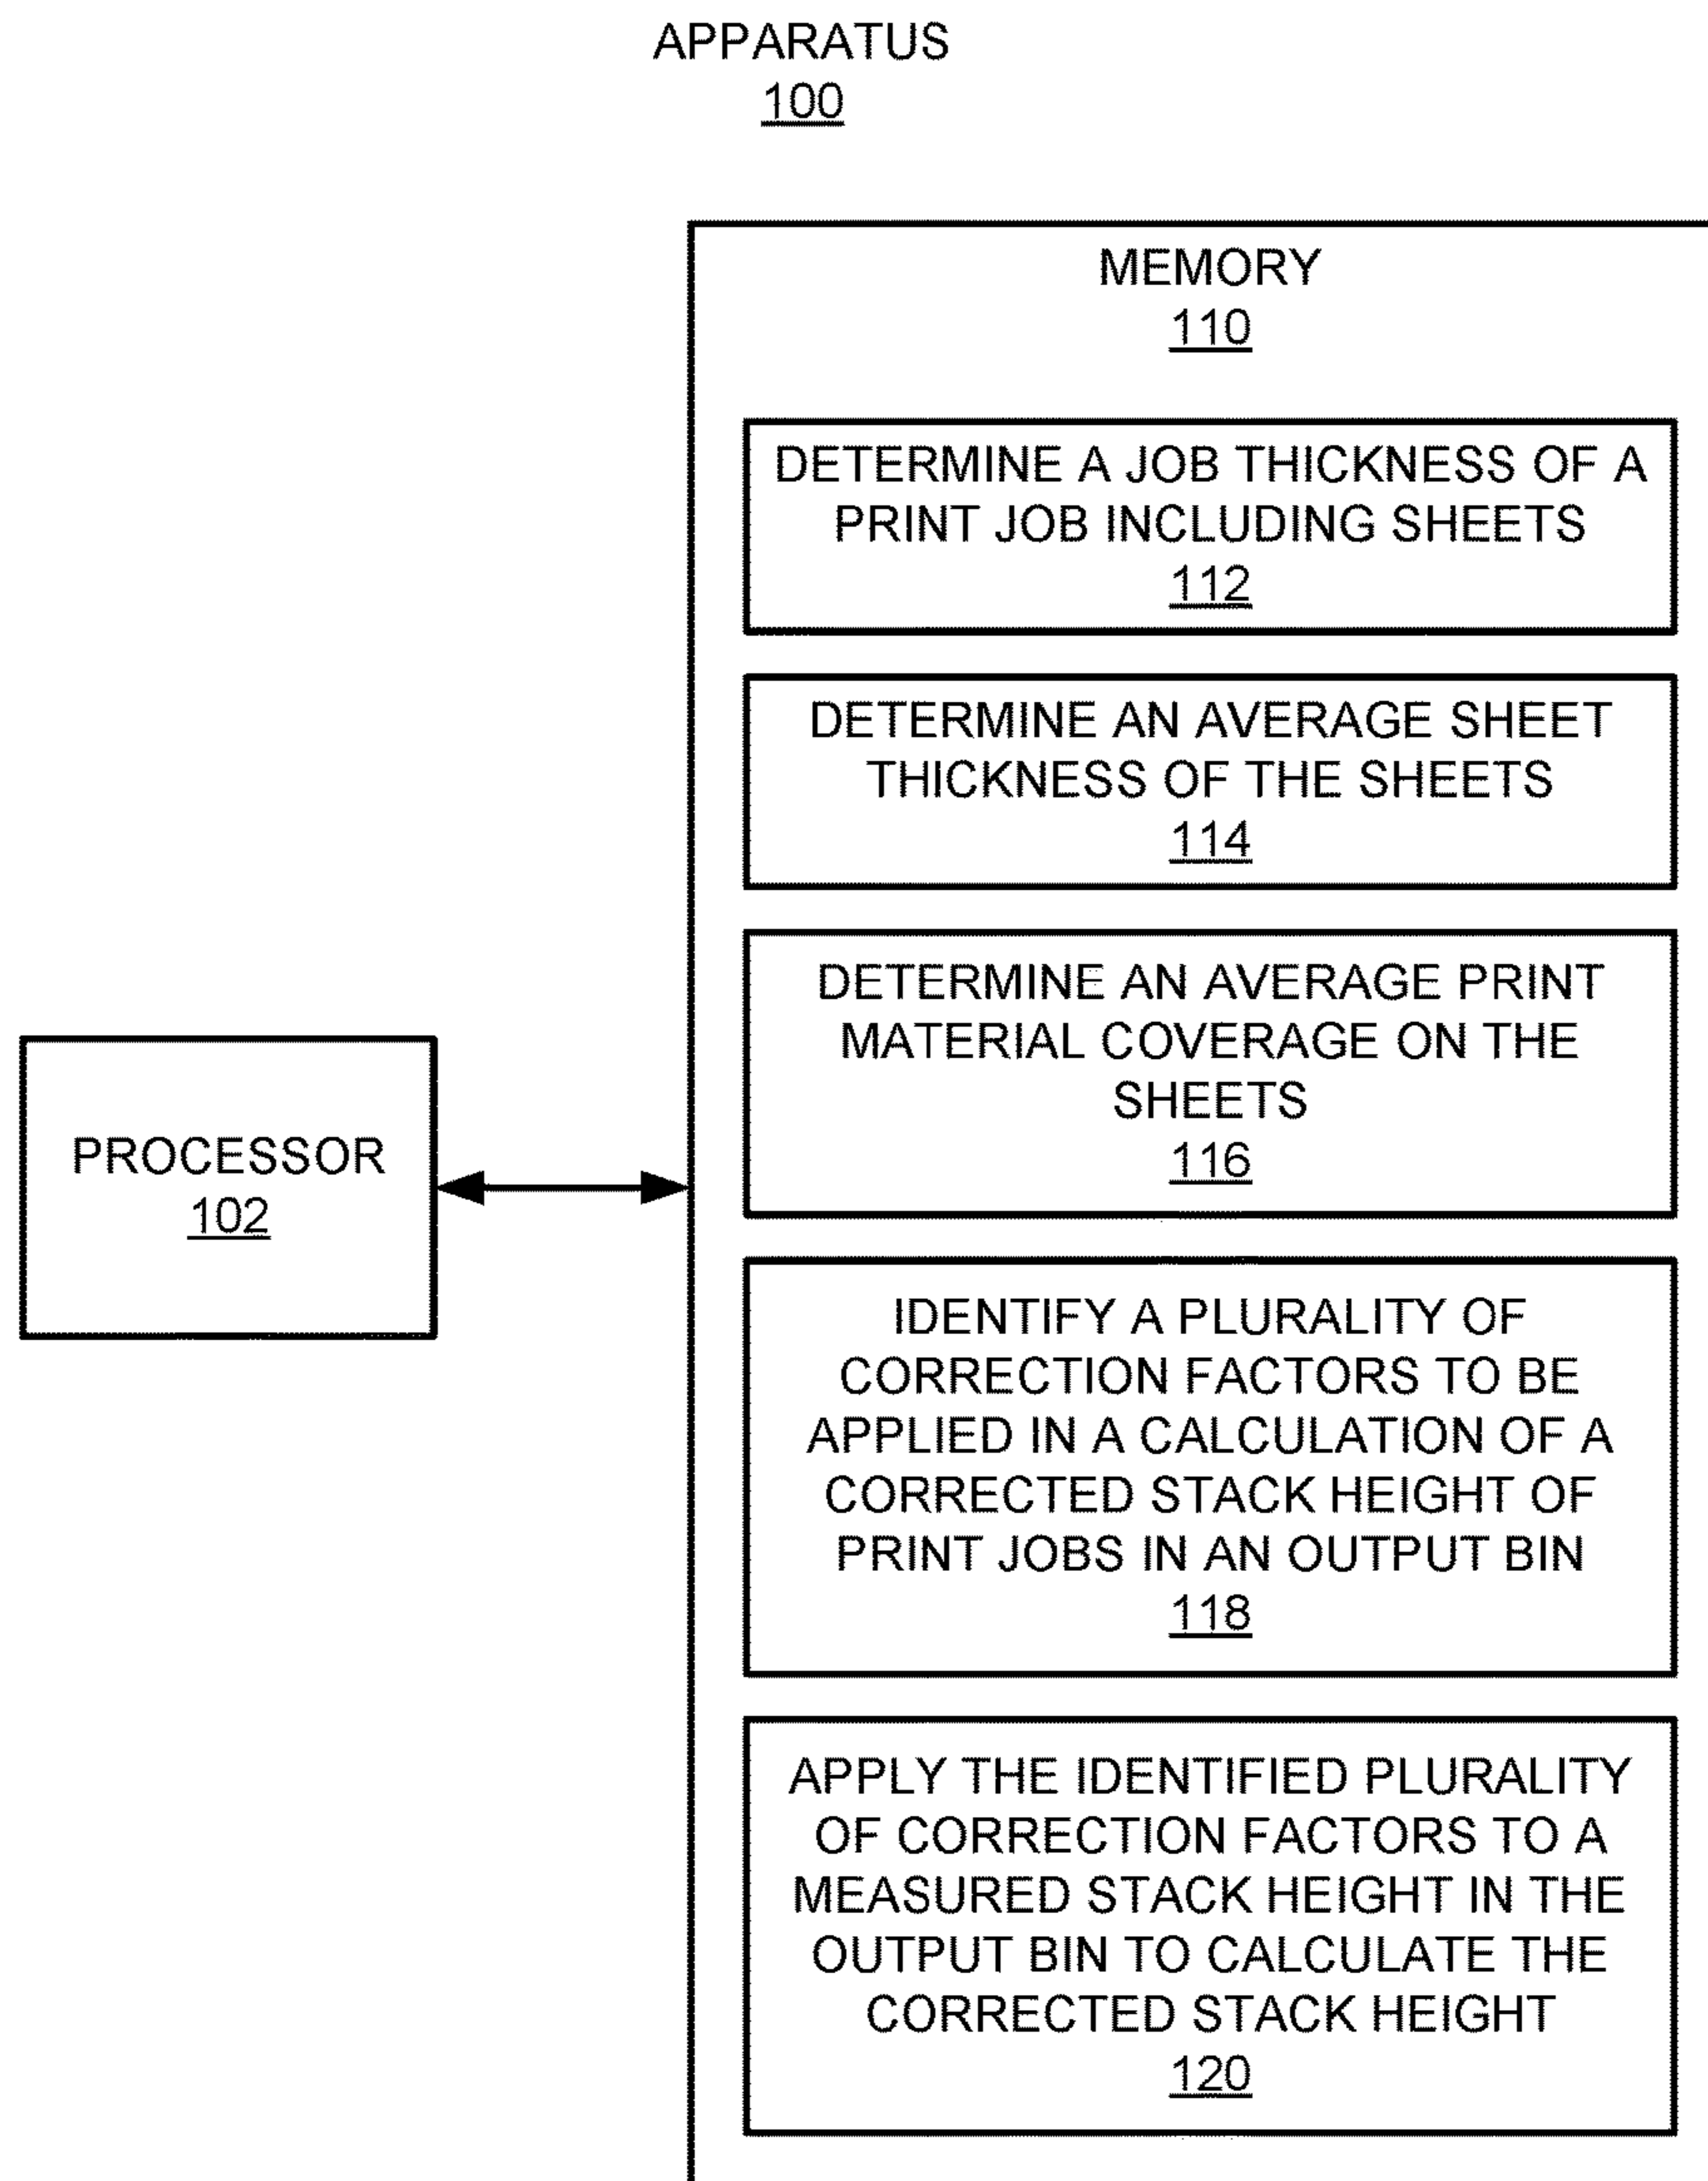 APPARATUS
100
MEMORY
110
DETERMINE A JOB THICKNESS OF A
PRINT JOB INCLUDING SHEETS
112
DETERMINE AN AVERAGE SHEET
THICKNESS OF THE SHEETS
114
DETERMINE AN AVERAGE PRINT
MATERIAL COVERAGE ON THE
SHEETS
116
PROCESSOR
102
IDENTIFY A PLURALITY OF
CORRECTION FACTORS TO BE
APPLIED IN A CALCULATION OF A
CORRECTED STACK HEIGHT OF
PRINT JOBS IN AN OUTPUT BIN
118
APPLY THE IDENTIFIED PLURALITY
OF CORRECTION FACTORS TO A
MEASURED STACK HEIGHT IN THE
OUTPUT BIN TO CALCULATE THE
CORRECTED STACK HEIGHT
120